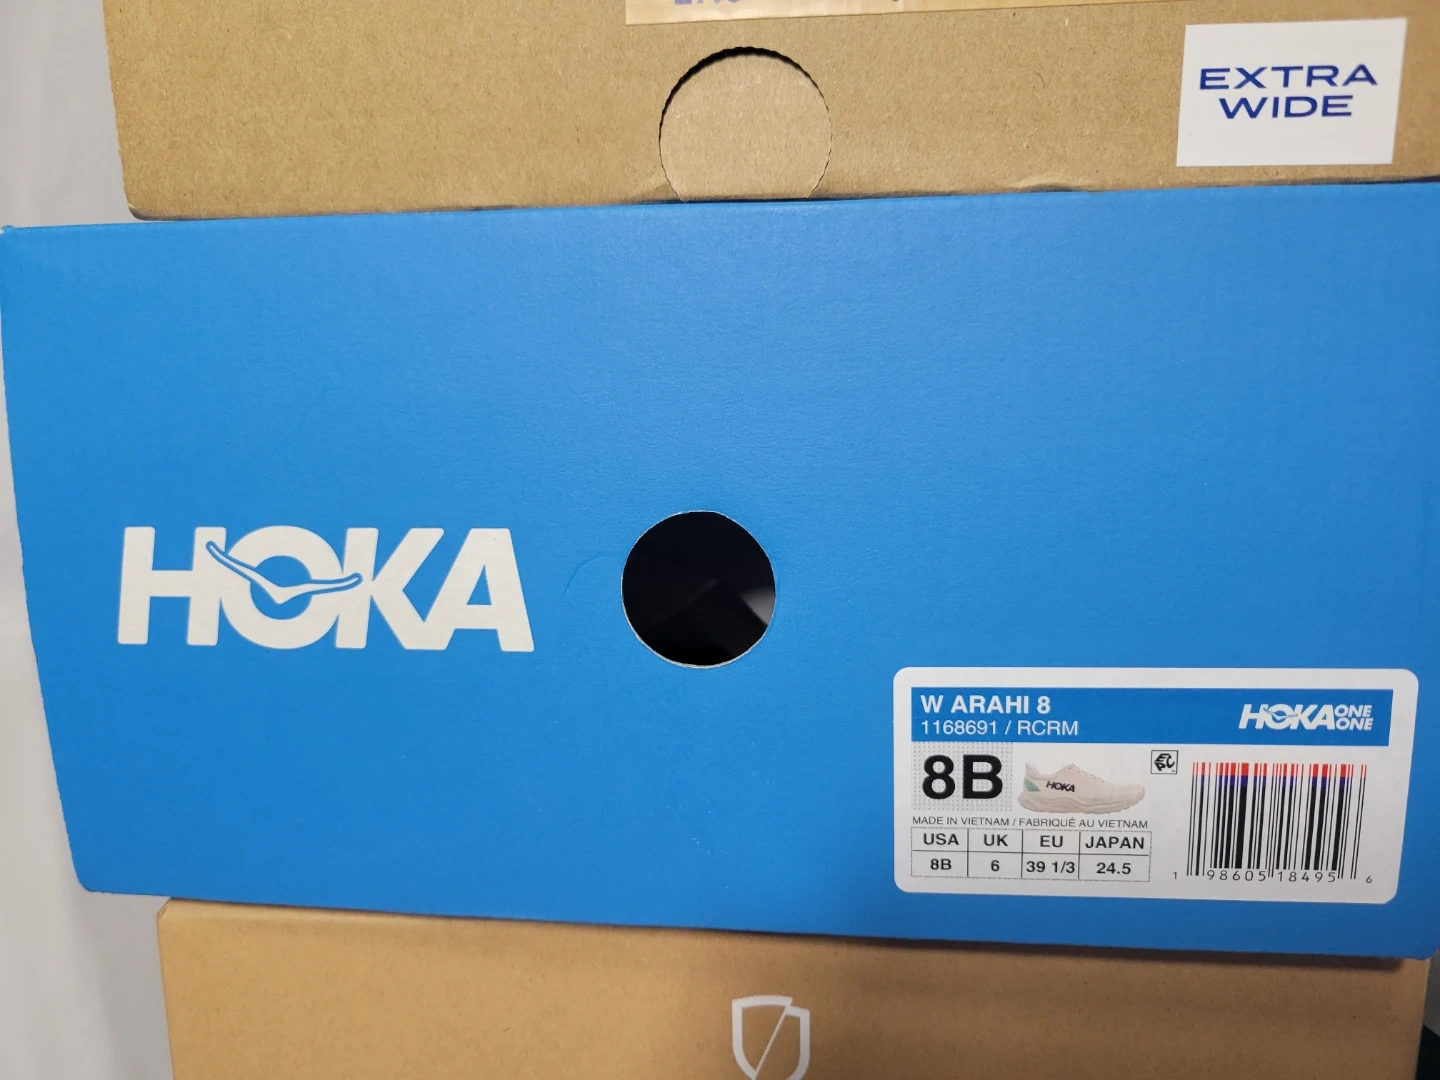 EXTRA
WIDE
HOKA
W ARAHI 8
1168691 / RCRM
HOKA ONE ONE
8B
HOKA
MADE IN VIETNAM / FABRIQUÉ AU VIETNAM
USA UK EU JAPAN
8B 6 39 1/3 24.5
1 98605 18495 6